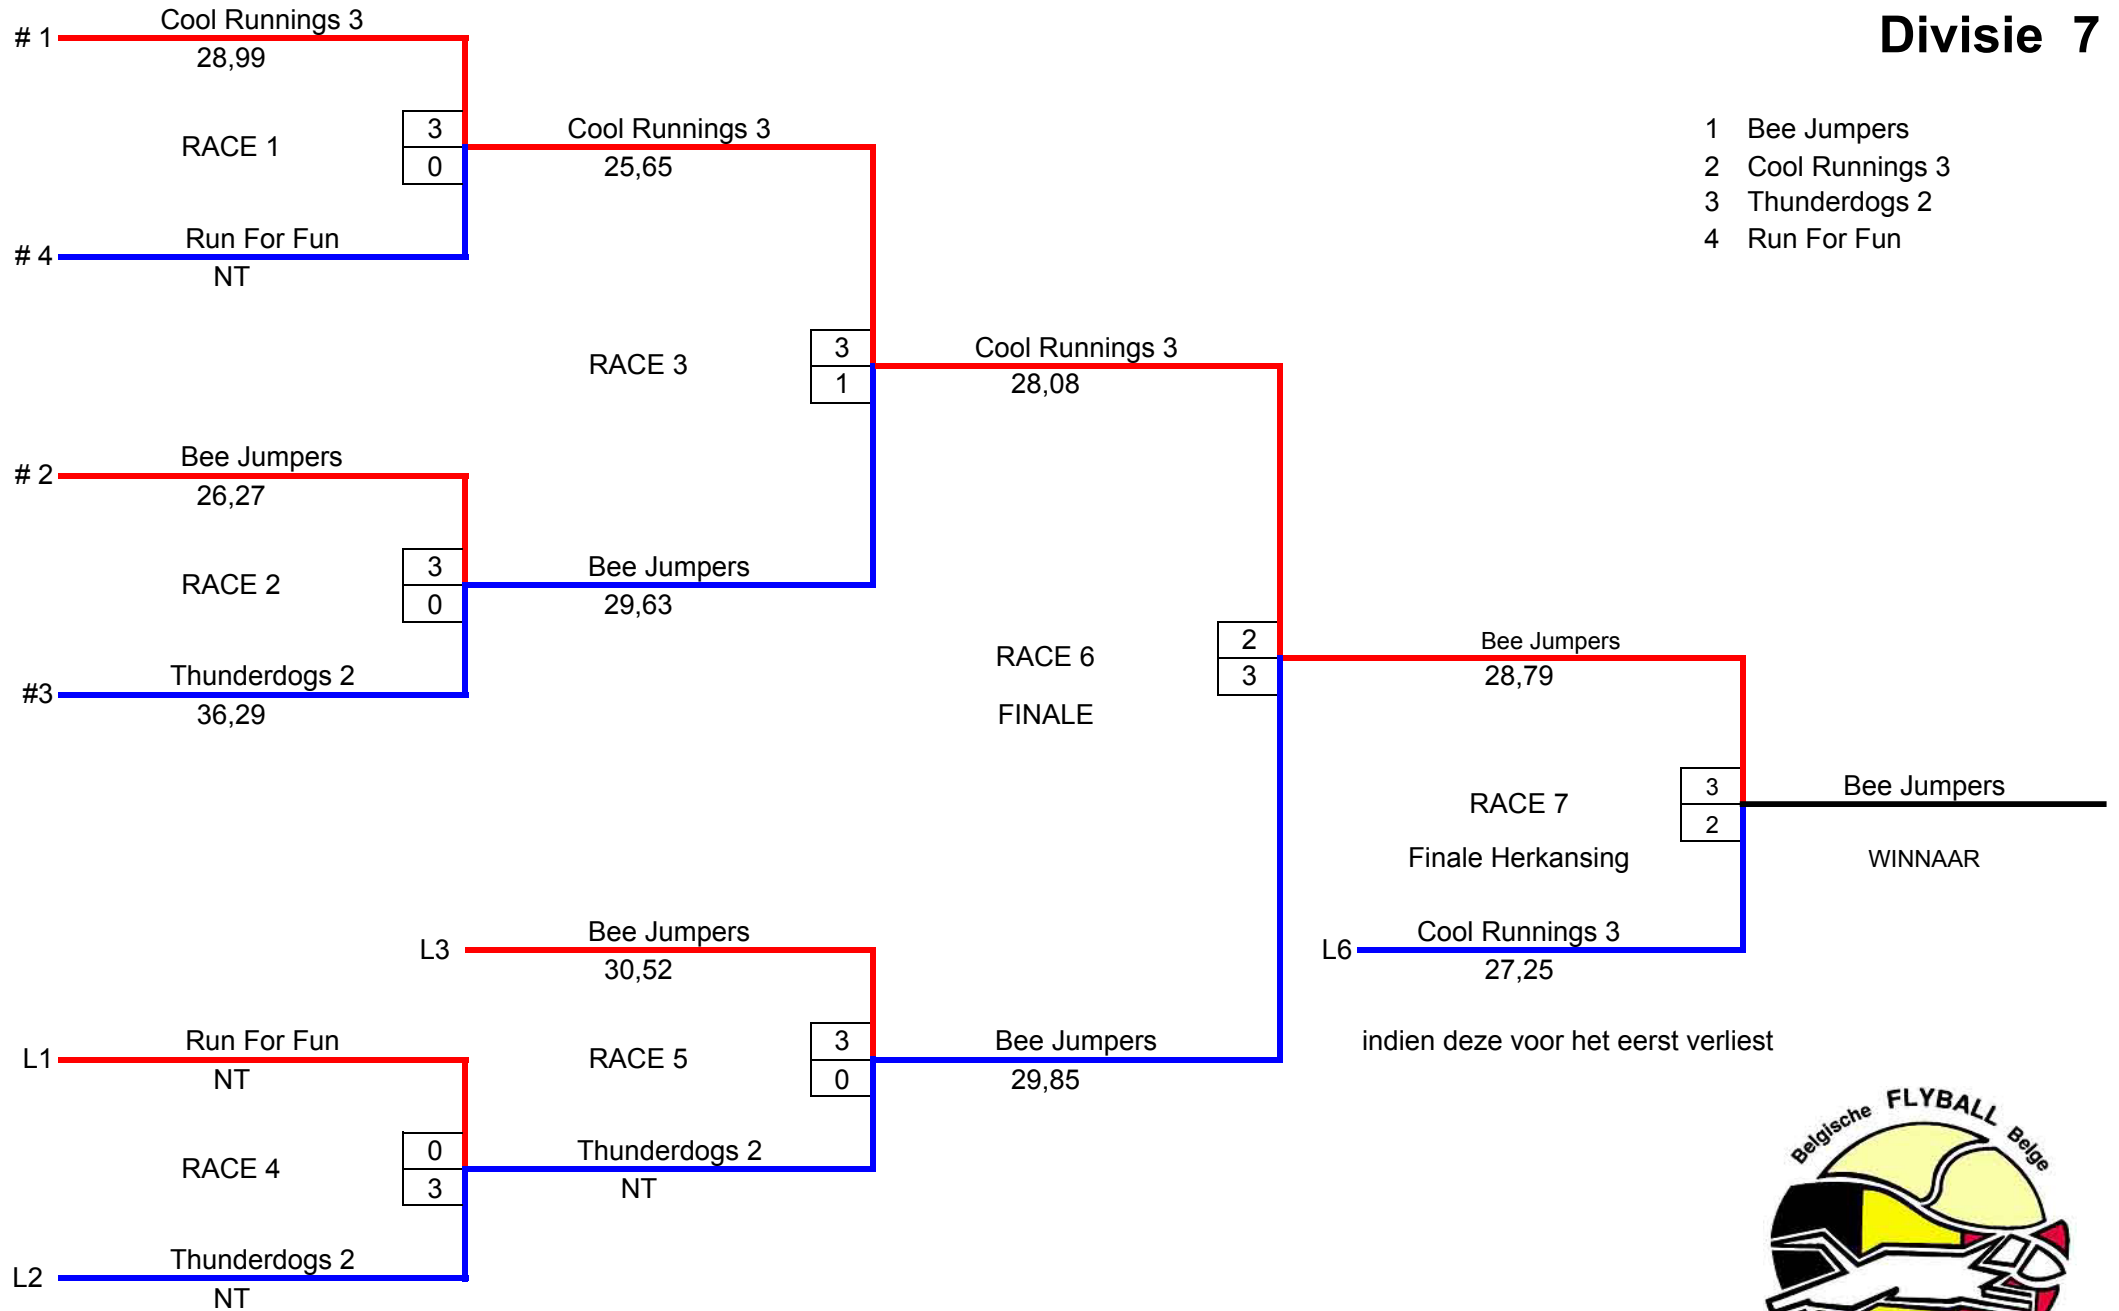 Divisie 7
# 1
Cool Runnings 3
28,99
RACE 1
3
0
# 4
Run For Fun
NT
Cool Runnings 3
25,65
1 Bee Jumpers
2 Cool Runnings 3
3 Thunderdogs 2
4 Run For Fun
RACE 3
3
1
Cool Runnings 3
28,08
# 2
Bee Jumpers
26,27
RACE 2
3
0
#3
Thunderdogs 2
36,29
Bee Jumpers
29,63
RACE 6
FINALE
2
3
Bee Jumpers
28,79
RACE 7
Finale Herkansing
3
2
Bee Jumpers
WINNAAR
L6
Cool Runnings 3
27,25
indien deze voor het eerst verliest
L3
Bee Jumpers
30,52
RACE 5
3
0
Bee Jumpers
29,85
L1
Run For Fun
NT
RACE 4
0
3
Thunderdogs 2
NT
L2
Thunderdogs 2
NT
Belgische FLYBALL Belge